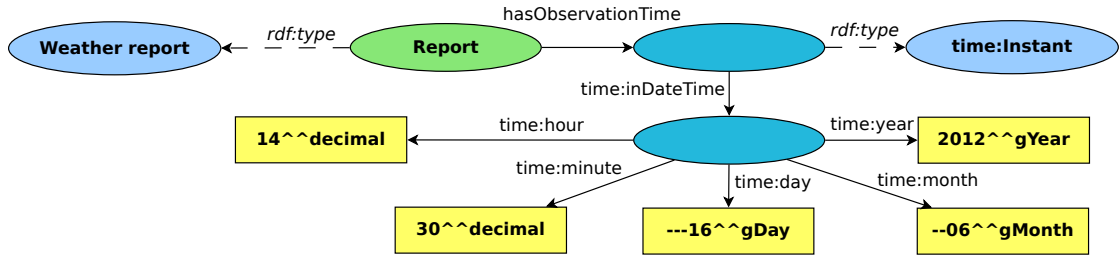 hasObservationTime
Weather report
rdf:type
Report
rdf:type
time:Instant
time:inDateTime
14^^decimal
time:hour
time:year
2012^^gYear
time:minute
time:day
time:month
30^^decimal
---16^^gDay
--06^^gMonth